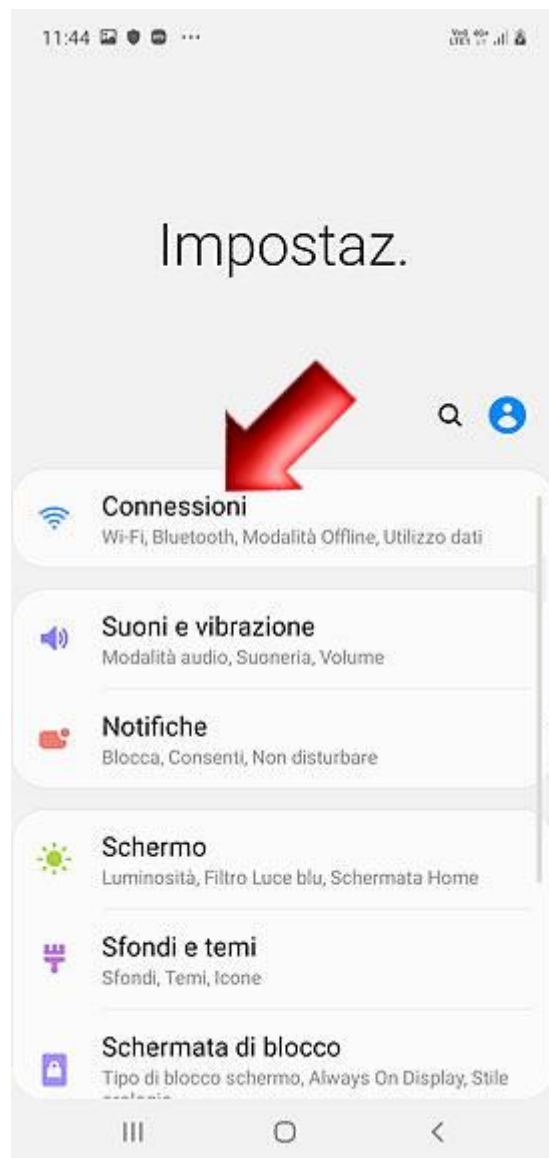 11:44
Impostaz.
Connessioni
Wi-Fi, Bluetooth, Modalità Offline, Utilizzo dati
Suoni e vibrazione
Modalità audio, Suoneria, Volume
Notifiche
Blocca, Consenti, Non disturbare
Schermo
Luminosità, Filtro Luce blu, Schermata Home
Sfondi e temi
Sfondi, Temi, Icone
Schermata di blocco
Tipo di blocco schermo, Always On Display, Stile